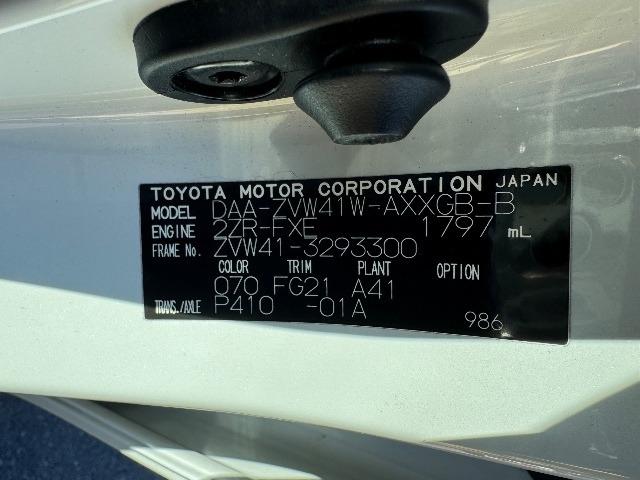 TOYOTA MOTOR CORPORATION JAPAN
MODEL DAA-ZVW41W-AXXGB-B
ENGINE 2ZR-FXE 1797 mL
FRAME No. ZVW41-3293300
COLOR TRIM PLANT OPTION
070 FG21 A41
TRANS./AXLE P410 -01A 986